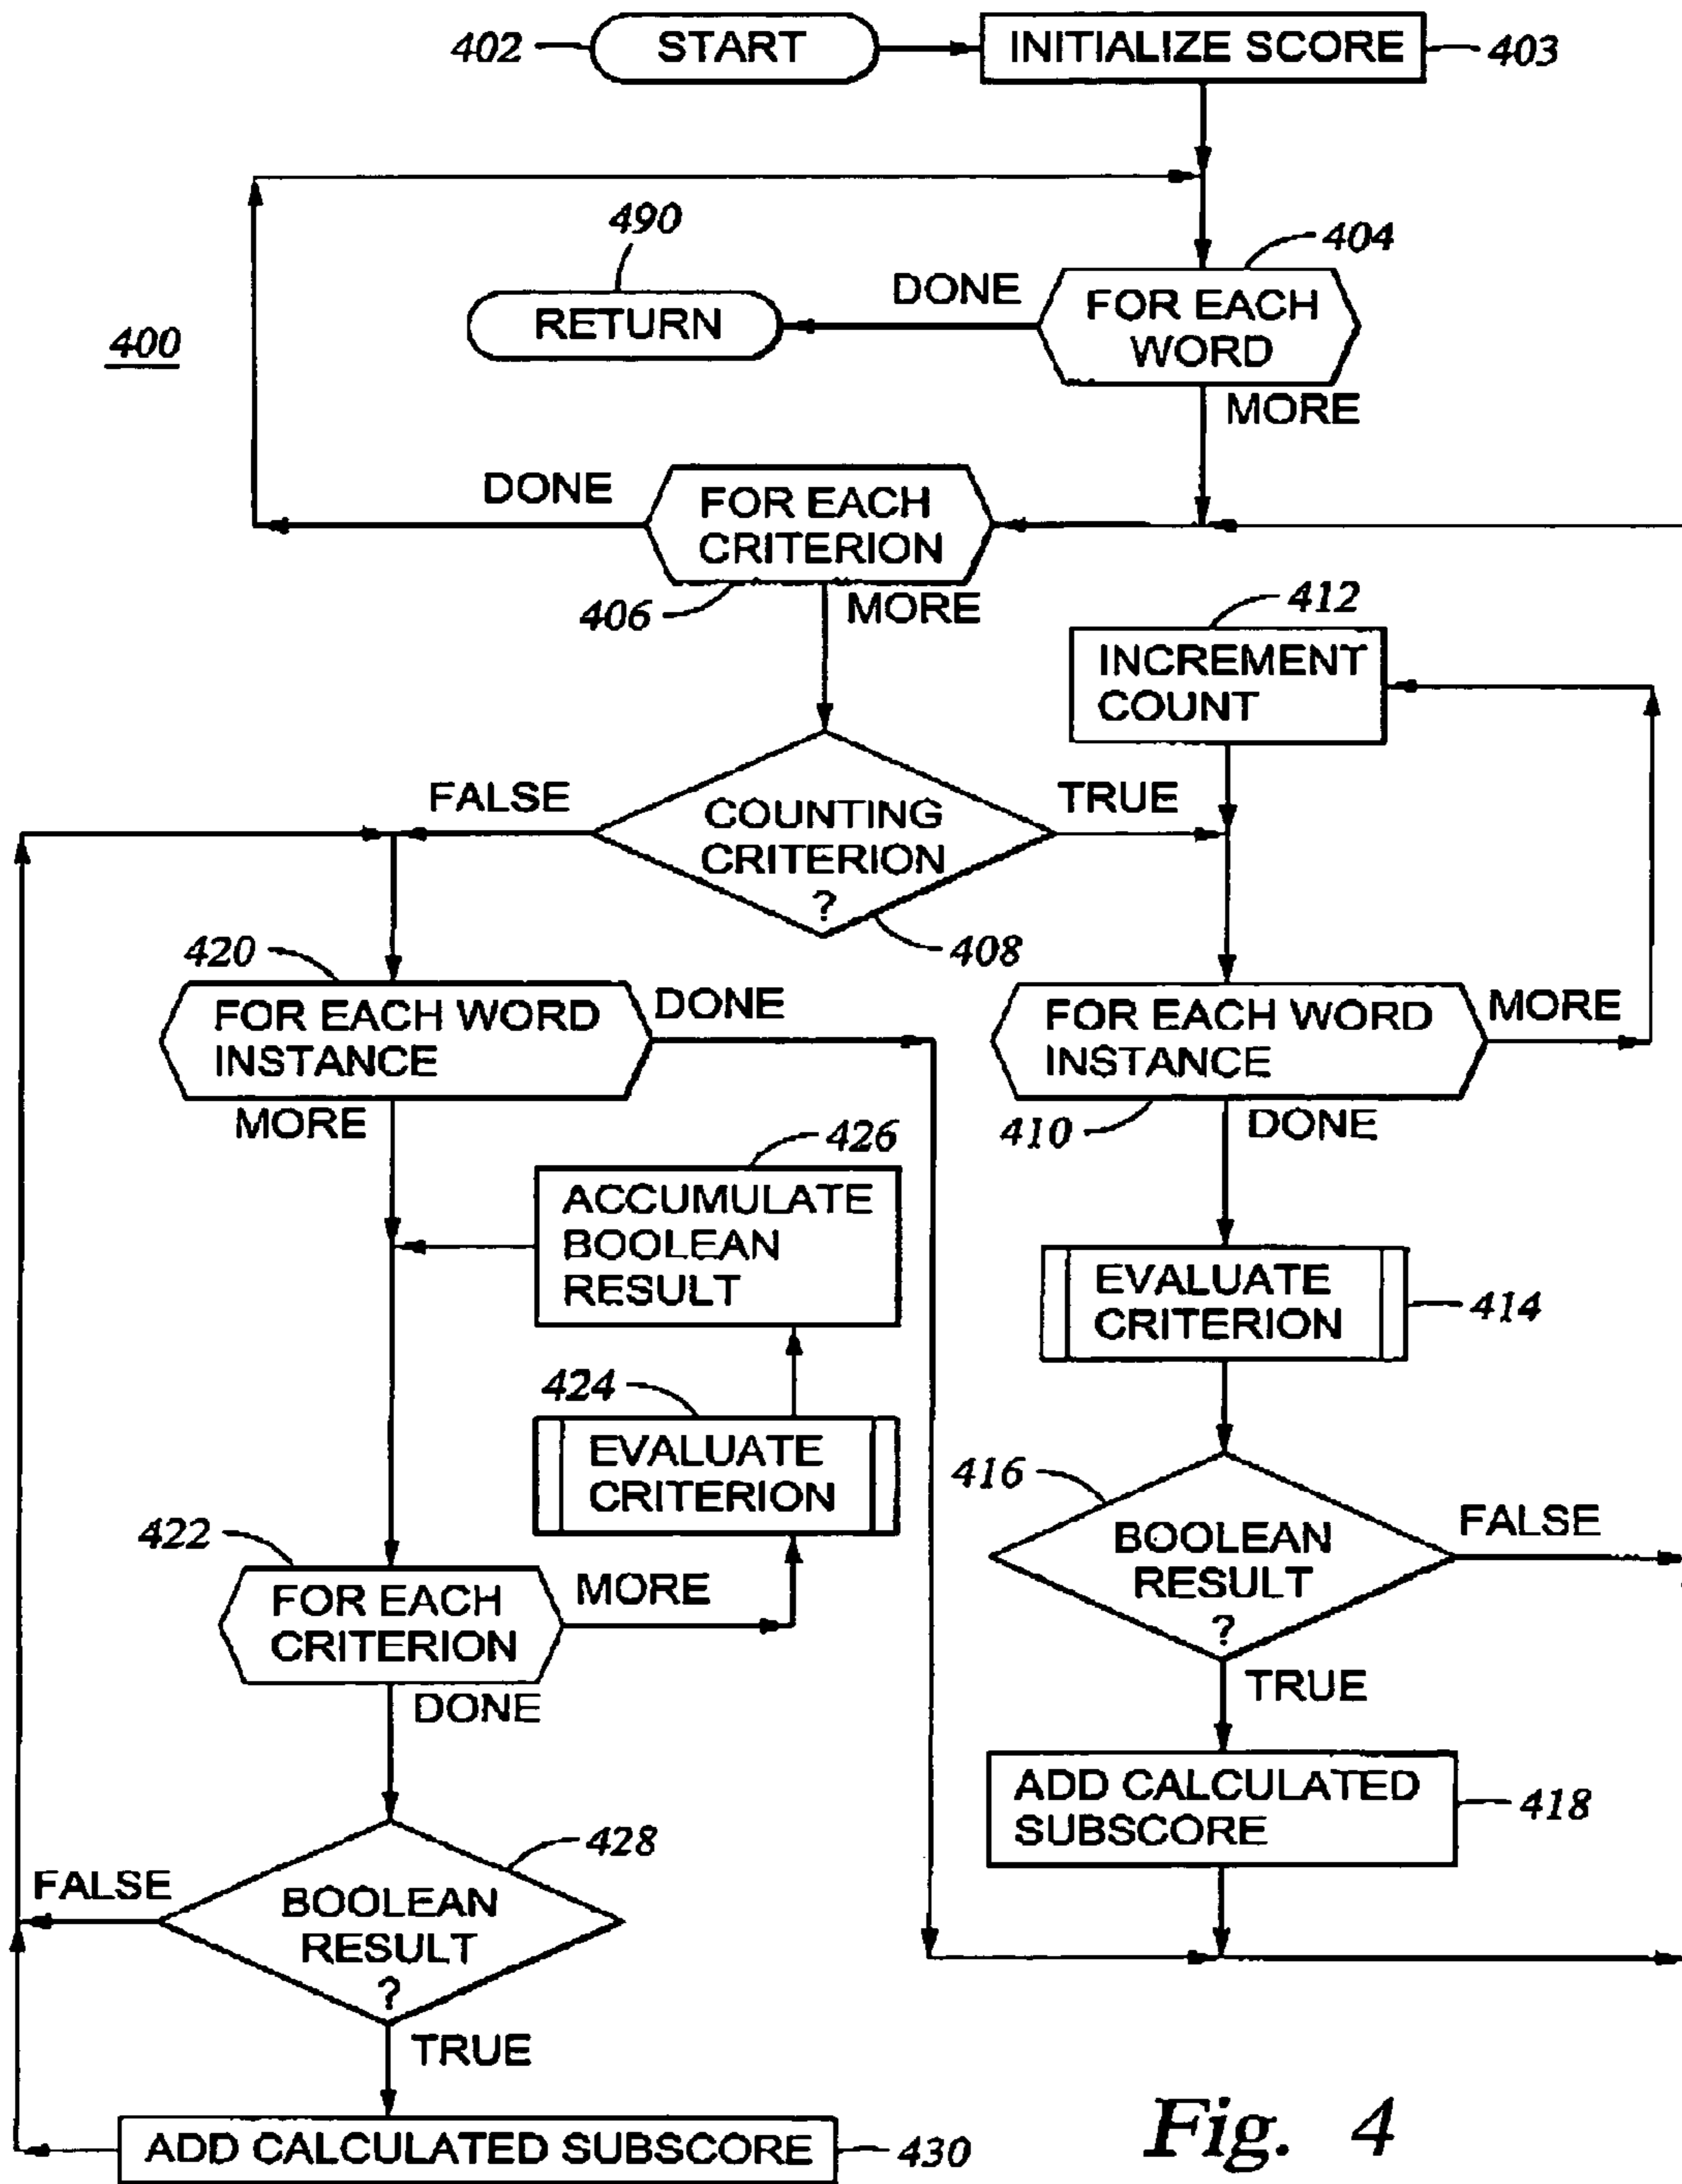 402
START
INITIALIZE SCORE
403
490
404
DONE
FOR EACH
WORD
RETURN
400
MORE
DONE
FOR EACH
CRITERION
406
MORE
412
INCREMENT
COUNT
FALSE
COUNTING
CRITERION
?
TRUE
408
420
FOR EACH WORD
INSTANCE
DONE
FOR EACH WORD
INSTANCE
MORE
MORE
410
DONE
426
ACCUMULATE
BOOLEAN
RESULT
EVALUATE
CRITERION
414
424
EVALUATE
CRITERION
416
BOOLEAN
RESULT
?
FALSE
422
FOR EACH
CRITERION
MORE
DONE
TRUE
ADD CALCULATED
SUBSCORE
418
428
FALSE
BOOLEAN
RESULT
?
TRUE
ADD CALCULATED SUBSCORE
430
Fig. 4